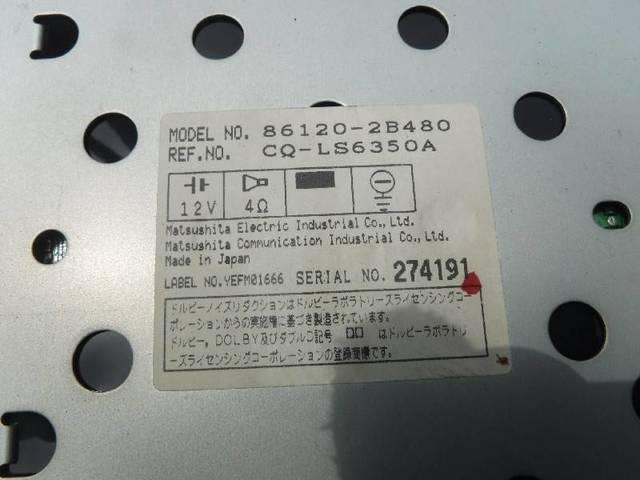 MODEL NO. 86120-2B480
REF.NO. CQ-LS6350A
12V 4Ω
Matsushita Electric Industrial Co., Ltd.
Matsushita Communication Industrial Co., Ltd.
Made in Japan
LABEL NO.YEFM01666 SERIAL NO. 274191
ドルビーノイズリダクションはドルビーラボラトリーズライセンシングコー
ポレーションからの実施権に基づき製造されています。
ドルビー, DOLBY及びダブルD記号 はドルビーラボラトリ
ーズライセンシングコーポレーションの登録商標です。